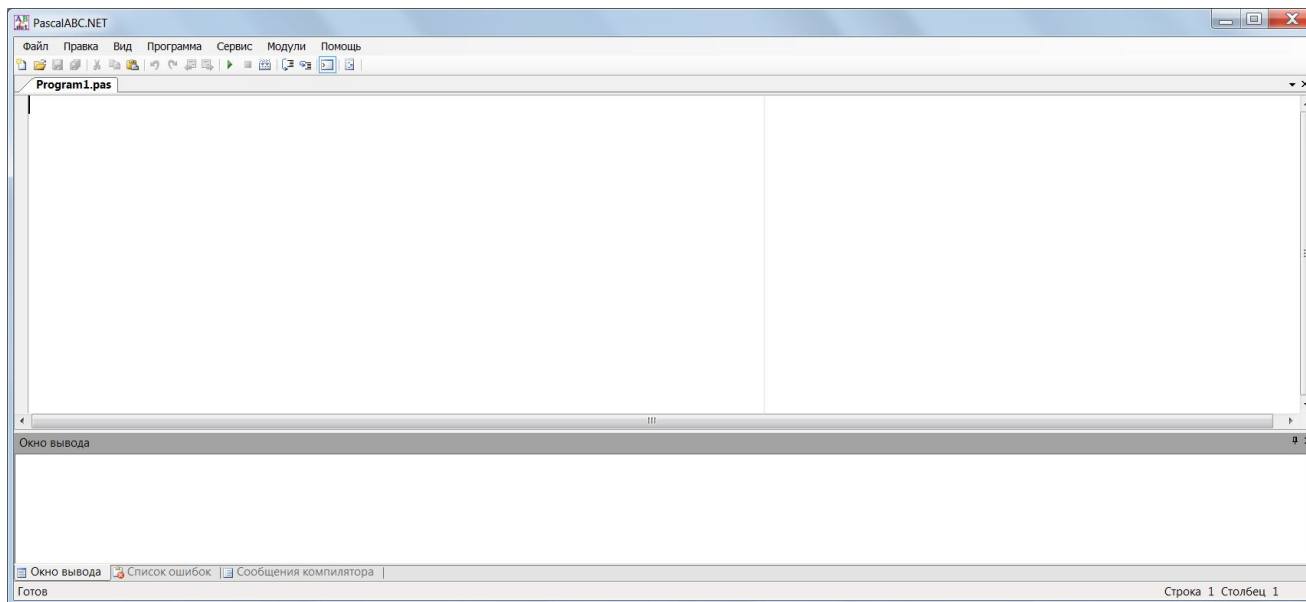 PascalABC.NET
Файл Правка Вид Программа Сервис Модули Помощь
Program1.pas
Окно вывода
Окно вывода Список ошибок Сообщения компилятора
Готов Строка 1 Столбец 1